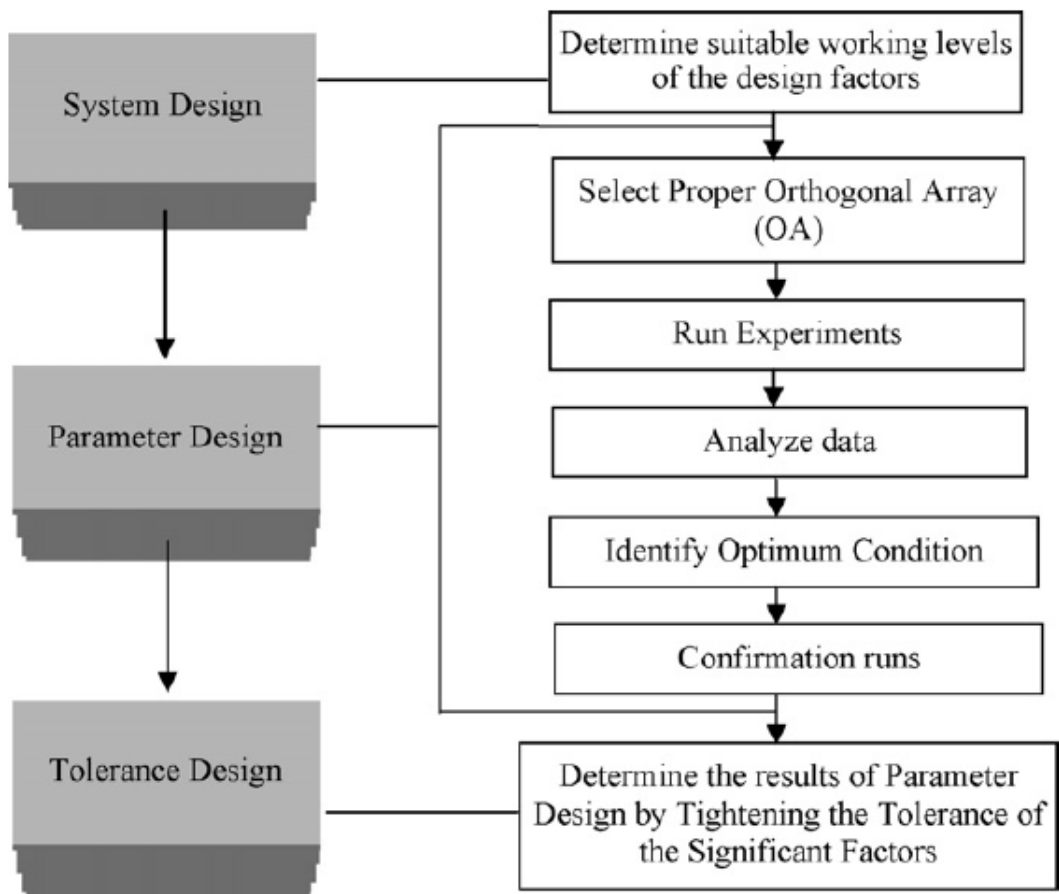 System Design
Determine suitable working levels
of the design factors
Select Proper Orthogonal Array
(OA)
Run Experiments
Parameter Design
Analyze data
Identify Optimum Condition
Confirmation runs
Tolerance Design
Determine the results of Parameter
Design by Tightening the Tolerance of
the Significant Factors